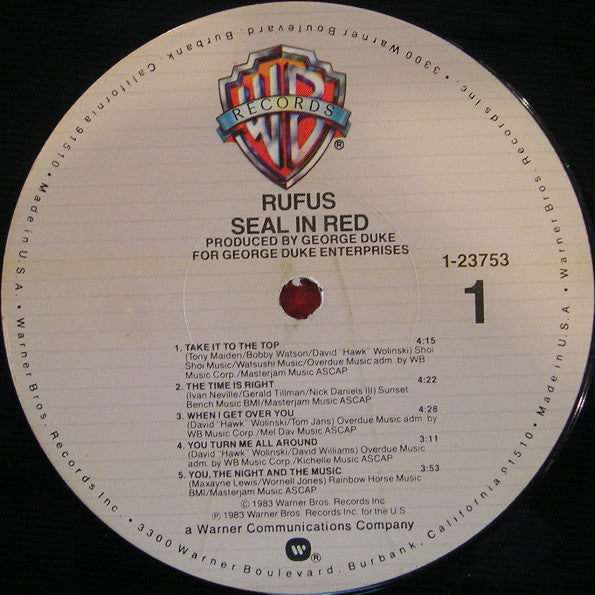 WB
RECORDS
®
RUFUS
SEAL IN RED
PRODUCED BY GEORGE DUKE
FOR GEORGE DUKE ENTERPRISES
1-23753
1
1. TAKE IT TO THE TOP 4:15
(Tony Maiden/Bobby Watson/David "Hawk" Wolinski) Shoi
Shoi Music/Watsushi Music/Overdue Music adm. by WB
Music Corp./Masterjam Music ASCAP
2. THE TIME IS RIGHT 4:22
(Ivan Neville/Gerald Tillman/Nick Daniels III) Sunset
Bench Music BMI/Masterjam Music ASCAP
3. WHEN I GET OVER YOU 4:28
(David "Hawk" Wolinski/Tom Jans) Overdue Music adm. by
WB Music Corp./Mel Dav Music ASCAP
4. YOU TURN ME ALL AROUND 3:11
(David "Hawk" Wolinski/David Williams) Overdue Music
adm. by WB Music Corp./Kichelle Music ASCAP
5. YOU, THE NIGHT AND THE MUSIC 3:53
(Maxayne Lewis/Wornell Jones) Rainbow Horse Music
BMI/Masterjam Music ASCAP
© 1983 Warner Bros. Records Inc.
℗ 1983 Warner Bros. Records Inc. for the U.S
a Warner Communications Company
®
Warner Bros. Records Inc. • 3300 Warner Boulevard, Burbank, California 91510 • Made in U.S.A. • Warner Bros. Records Inc. • 3300 Warner Boulevard, Burbank, California 91510 • Made in U.S.A. •